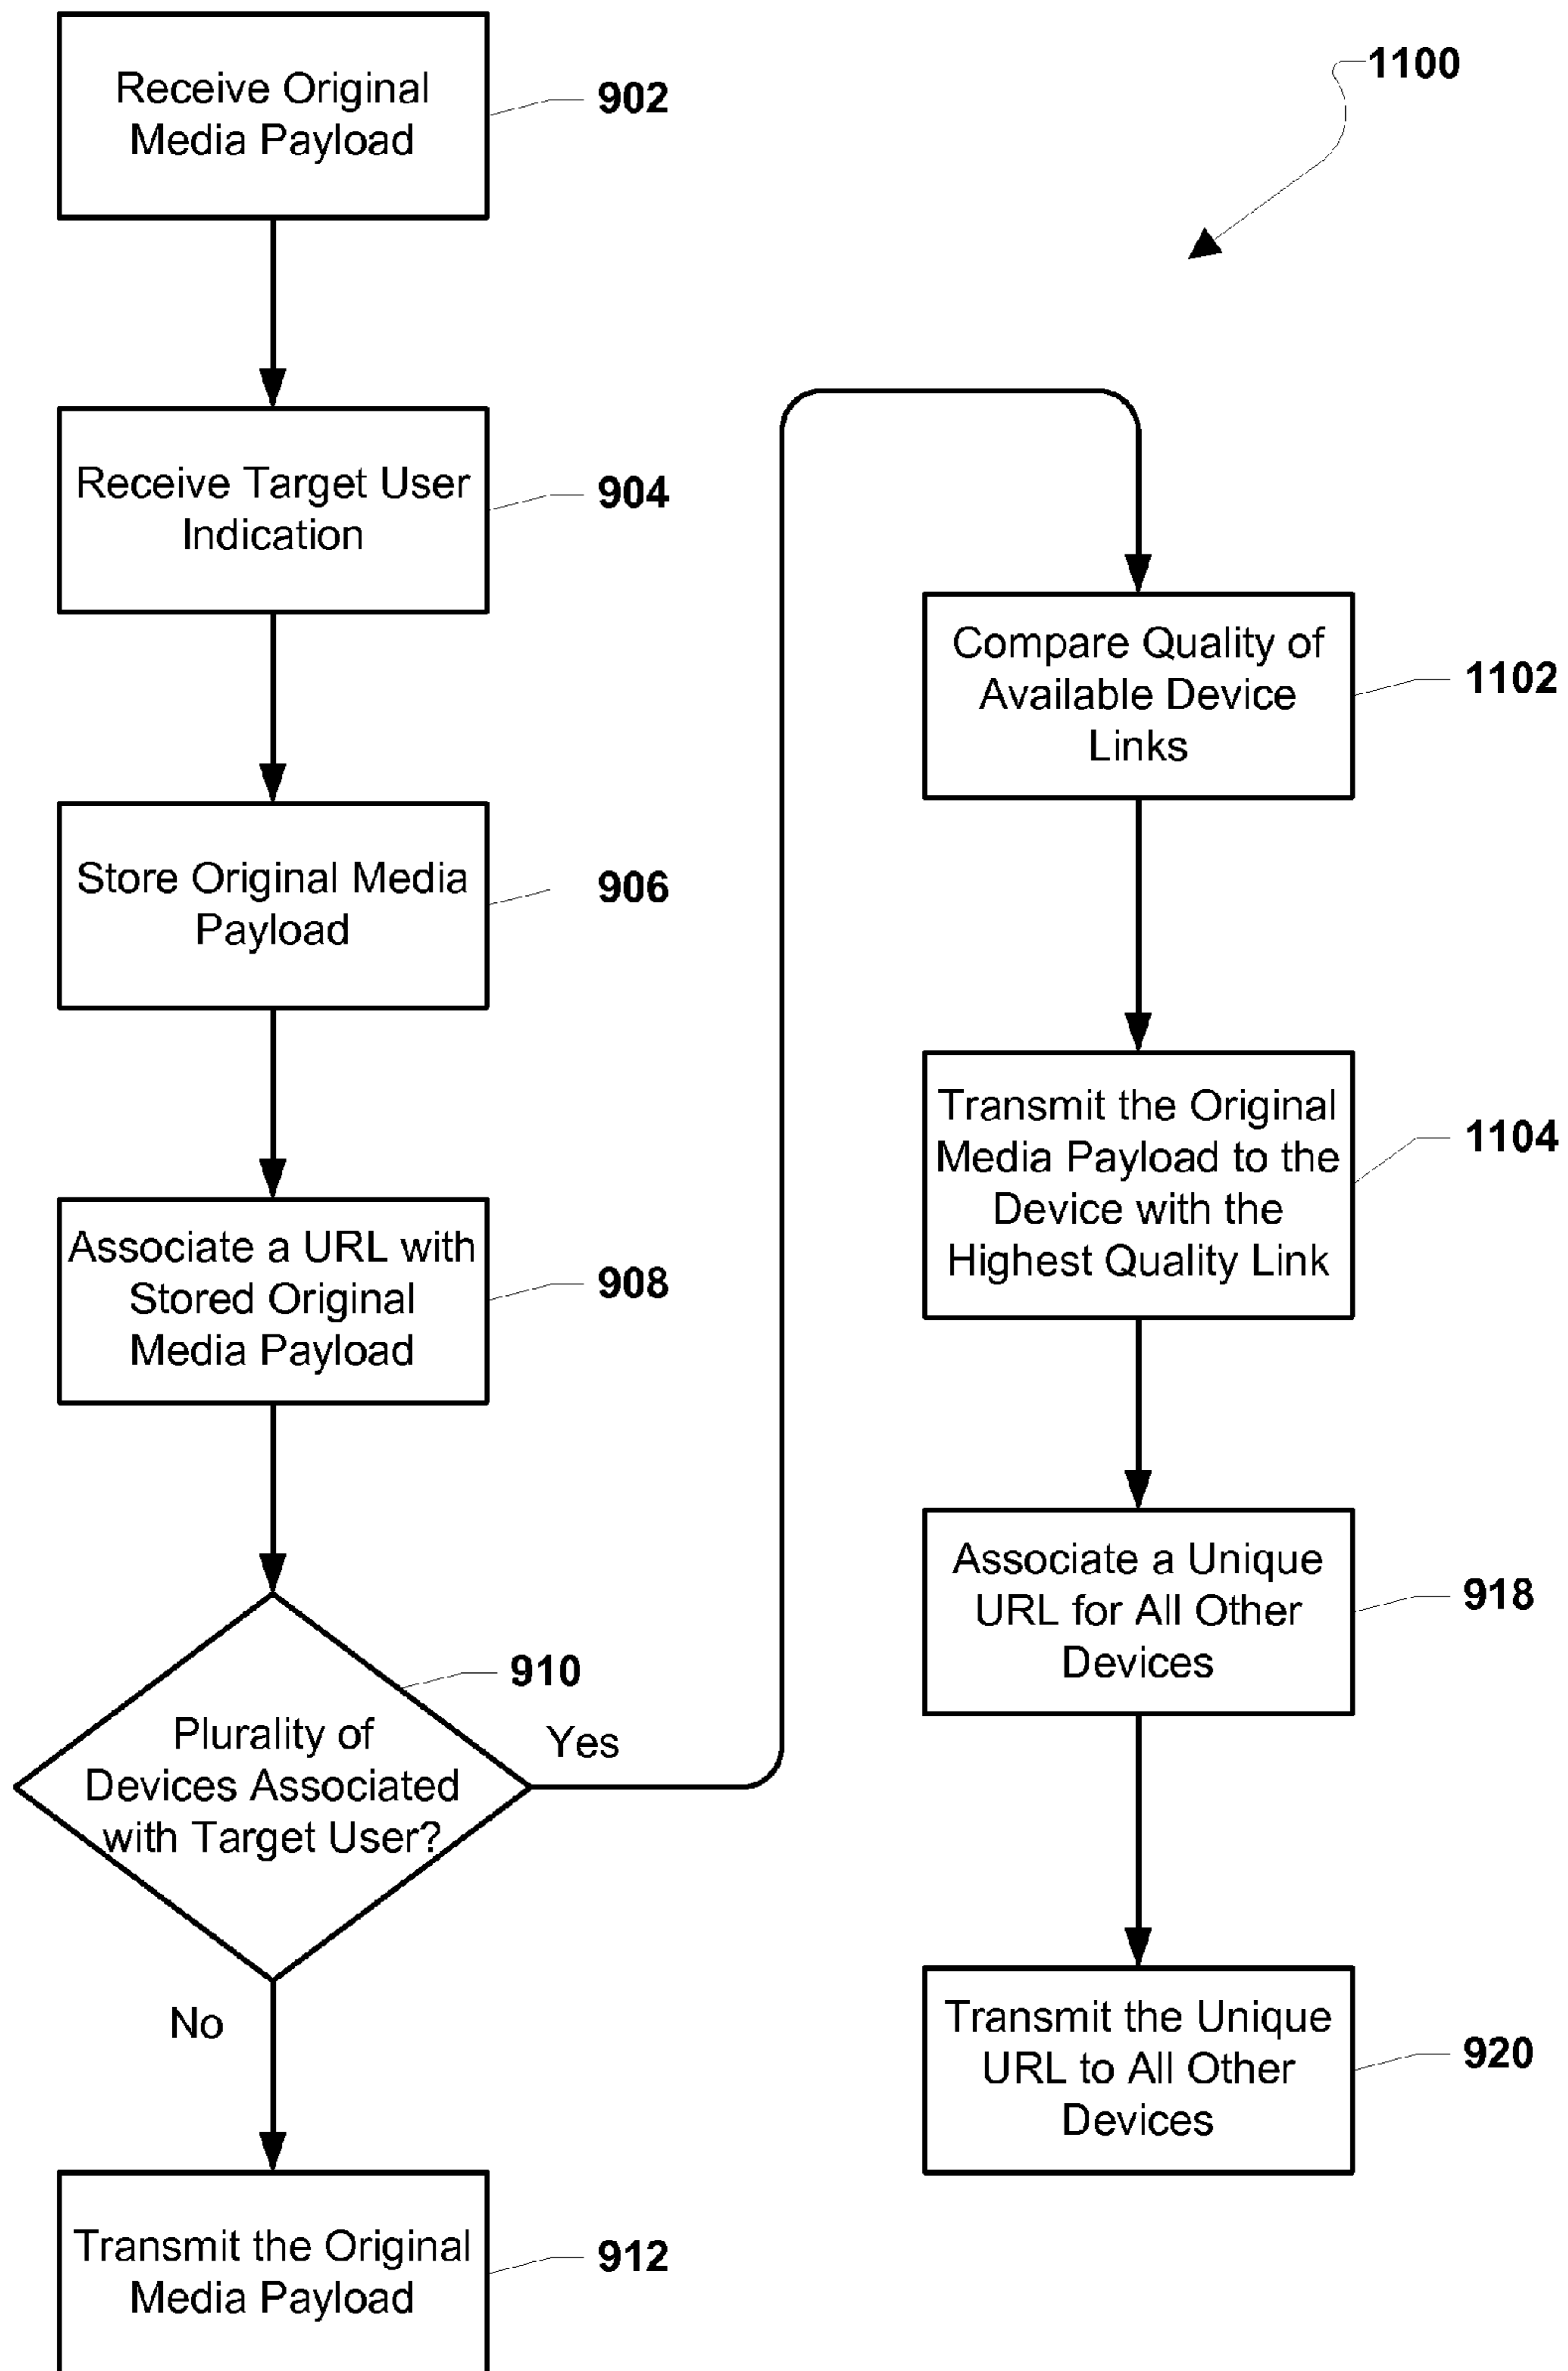 Receive Original
Media Payload
902
1100
Receive Target User
Indication
904
Store Original Media
Payload
906
Associate a URL with
Stored Original
Media Payload
908
Plurality of
Devices Associated
with Target User?
910
Yes
No
Transmit the Original
Media Payload
912
Compare Quality of
Available Device
Links
1102
Transmit the Original
Media Payload to the
Device with the
Highest Quality Link
1104
Associate a Unique
URL for All Other
Devices
918
Transmit the Unique
URL to All Other
Devices
920